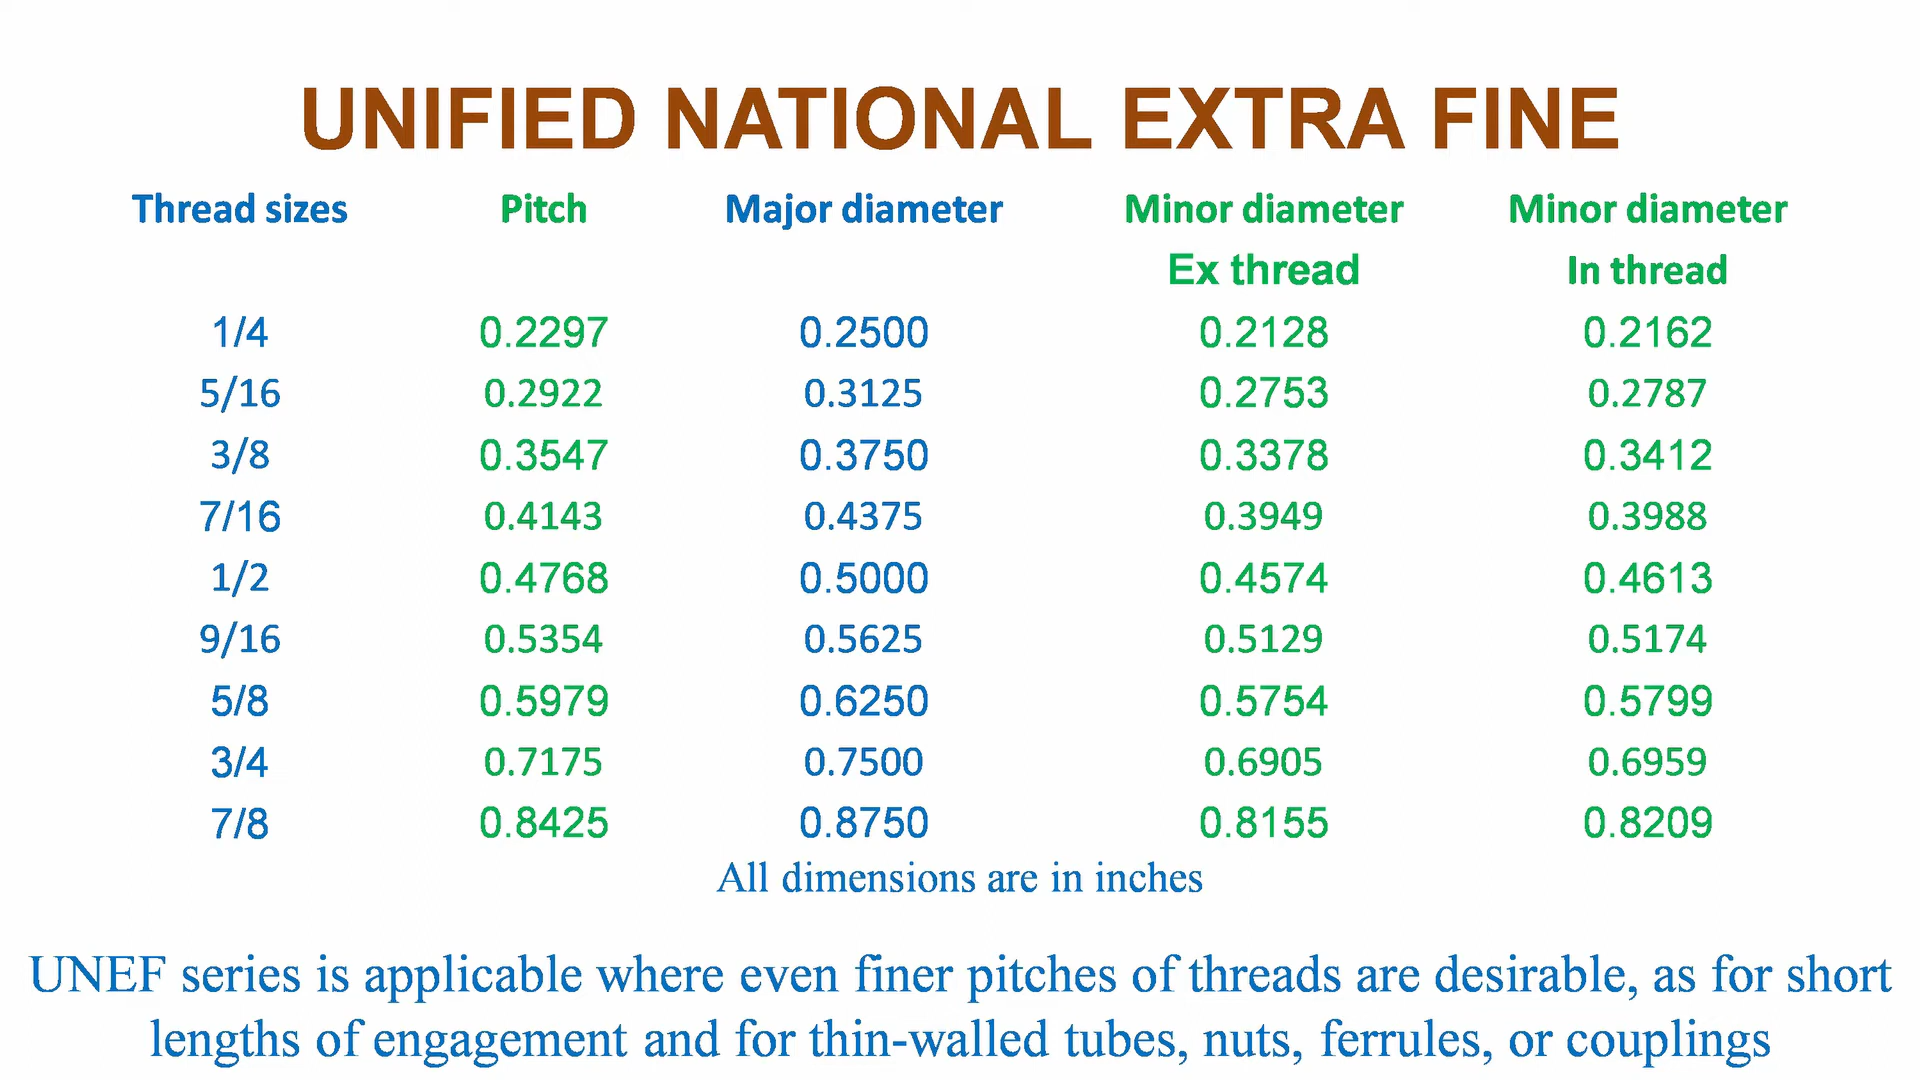 UNIFIED NATIONAL EXTRA FINE
Thread sizes Pitch Major diameter Minor diameter Minor diameter
Ex thread In thread
1/4 0.2297 0.2500 0.2128 0.2162
5/16 0.2922 0.3125 0.2753 0.2787
3/8 0.3547 0.3750 0.3378 0.3412
7/16 0.4143 0.4375 0.3949 0.3988
1/2 0.4768 0.5000 0.4574 0.4613
9/16 0.5354 0.5625 0.5129 0.5174
5/8 0.5979 0.6250 0.5754 0.5799
3/4 0.7175 0.7500 0.6905 0.6959
7/8 0.8425 0.8750 0.8155 0.8209
All dimensions are in inches
UNEF series is applicable where even finer pitches of threads are desirable, as for short
lengths of engagement and for thin-walled tubes, nuts, ferrules, or couplings